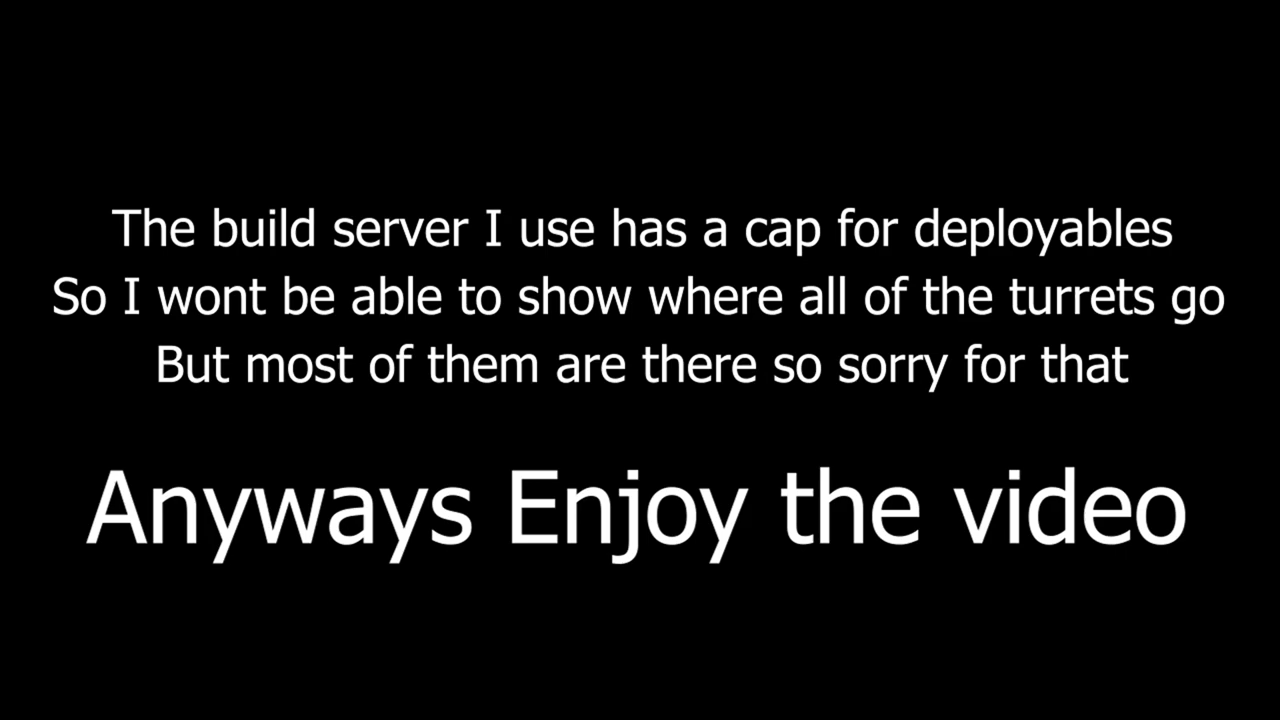 The build server I use has a cap for deployables
So I wont be able to show where all of the turrets go
But most of them are there so sorry for that
Anyways Enjoy the video